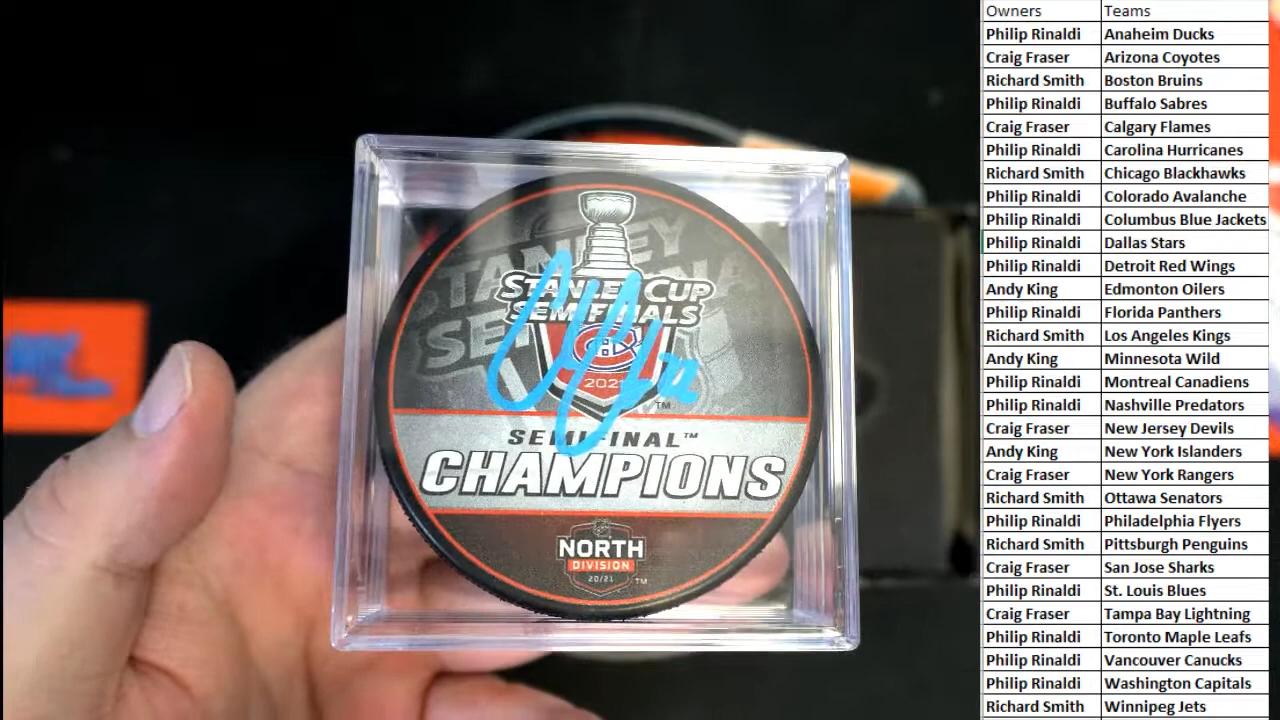 Owners Teams
Philip Rinaldi Anaheim Ducks
Craig Fraser Arizona Coyotes
Richard Smith Boston Bruins
Philip Rinaldi Buffalo Sabres
Craig Fraser Calgary Flames
Philip Rinaldi Carolina Hurricanes
Richard Smith Chicago Blackhawks
Philip Rinaldi Colorado Avalanche
Philip Rinaldi Columbus Blue Jackets
Philip Rinaldi Dallas Stars
Philip Rinaldi Detroit Red Wings
Andy King Edmonton Oilers
Philip Rinaldi Florida Panthers
Richard Smith Los Angeles Kings
Andy King Minnesota Wild
Philip Rinaldi Montreal Canadiens
Philip Rinaldi Nashville Predators
Craig Fraser New Jersey Devils
Andy King New York Islanders
Craig Fraser New York Rangers
Richard Smith Ottawa Senators
Philip Rinaldi Philadelphia Flyers
Richard Smith Pittsburgh Penguins
Craig Fraser San Jose Sharks
Philip Rinaldi St. Louis Blues
Craig Fraser Tampa Bay Lightning
Philip Rinaldi Toronto Maple Leafs
Philip Rinaldi Vancouver Canucks
Philip Rinaldi Washington Capitals
Richard Smith Winnipeg Jets
STANLEY CUP
SEMIFINALS
2021
TM
SEMIFINAL™
CHAMPIONS
NORTH
DIVISION
20/21 TM